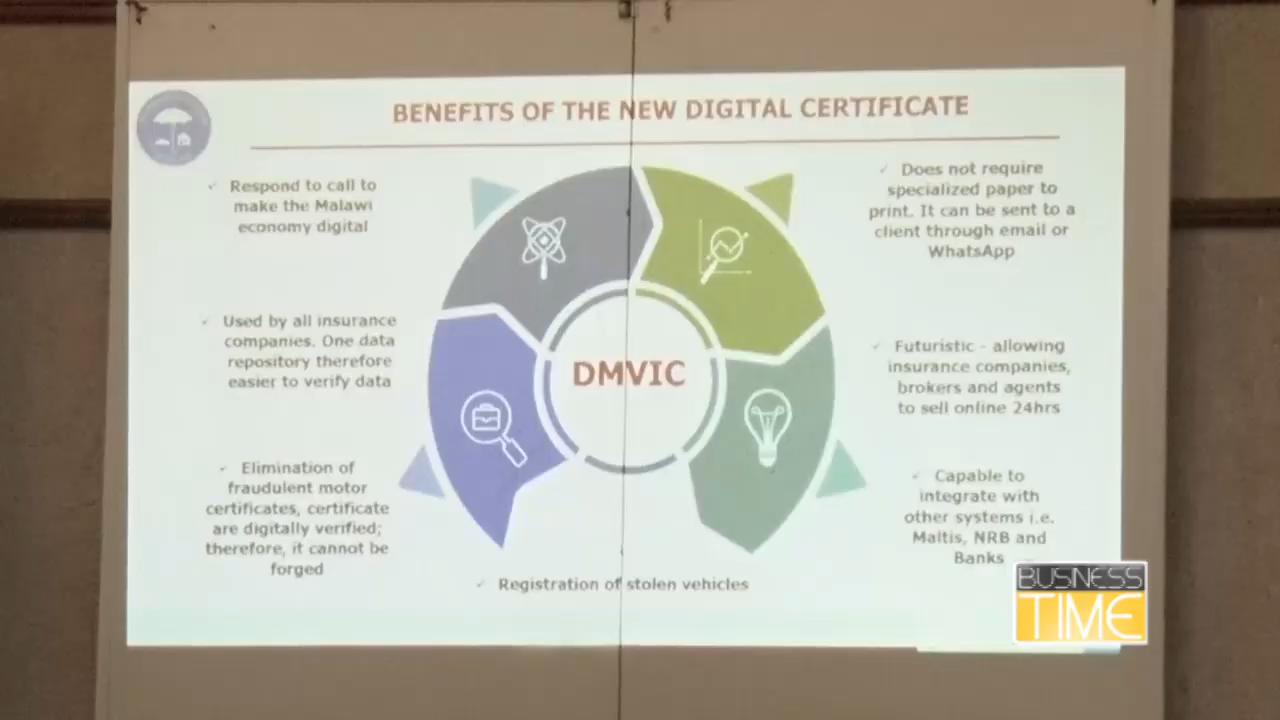 BENEFITS OF THE NEW DIGITAL CERTIFICATE
✓ Respond to call to
make the Malawi
economy digital
✓ Used by all insurance
companies. One data
repository therefore
easier to verify data
✓ Elimination of
fraudulent motor
certificates, certificate
are digitally verified;
therefore, it cannot be
forged
DMVIC
✓ Does not require
specialized paper to
print. It can be sent to a
client through email or
WhatsApp
✓ Futuristic - allowing
insurance companies,
brokers and agents
to sell online 24hrs
✓ Capable to
integrate with
other systems i.e.
Maltis, NRB and
Banks
✓ Registration of stolen vehicles
BUSINESS
TIME